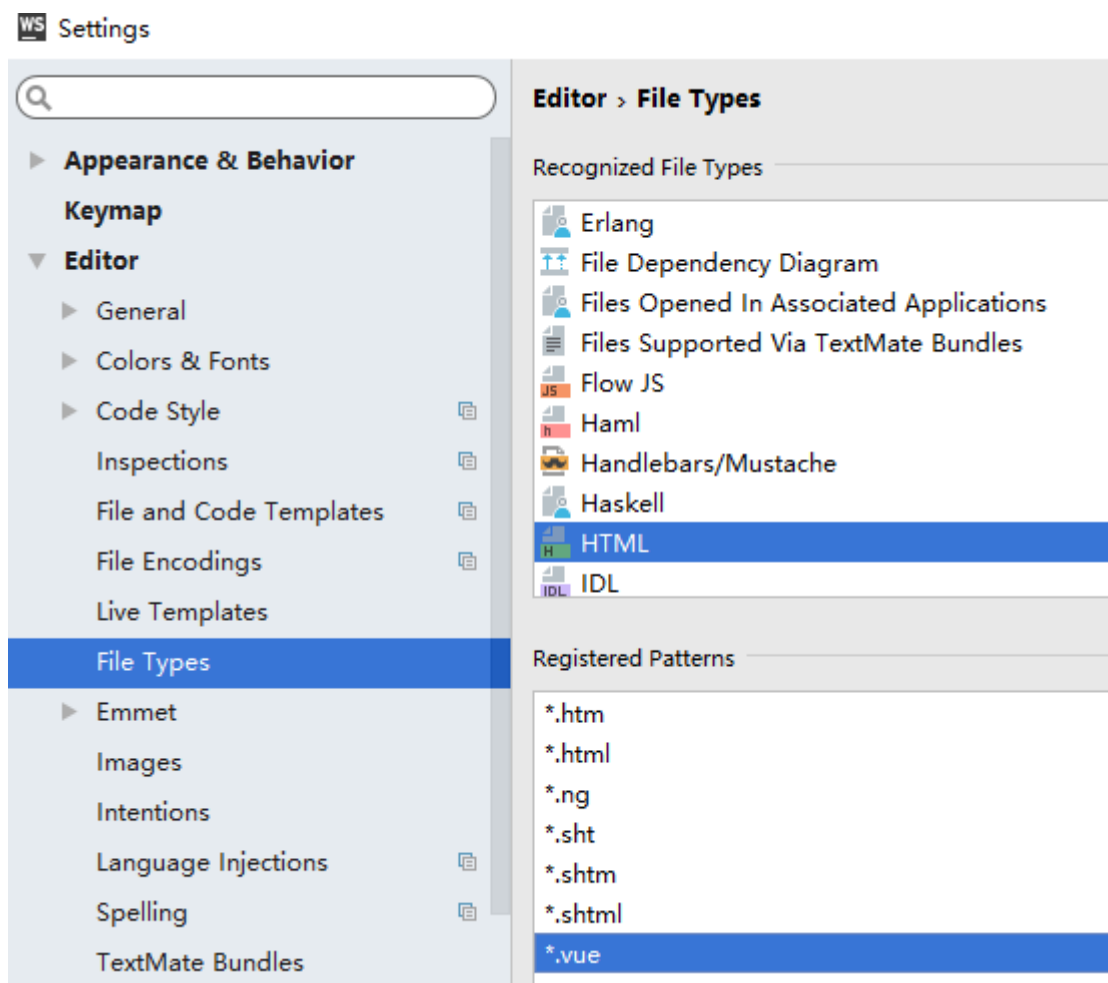 WS Settings
Appearance & Behavior
Keymap
Editor
General
Colors & Fonts
Code Style
Inspections
File and Code Templates
File Encodings
Live Templates
File Types
Emmet
Images
Intentions
Language Injections
Spelling
TextMate Bundles
Editor › File Types
Recognized File Types
Erlang
File Dependency Diagram
Files Opened In Associated Applications
Files Supported Via TextMate Bundles
JS Flow JS
h Haml
Handlebars/Mustache
Haskell
H HTML
IDL IDL
Registered Patterns
*.htm
*.html
*.ng
*.sht
*.shtm
*.shtml
*.vue